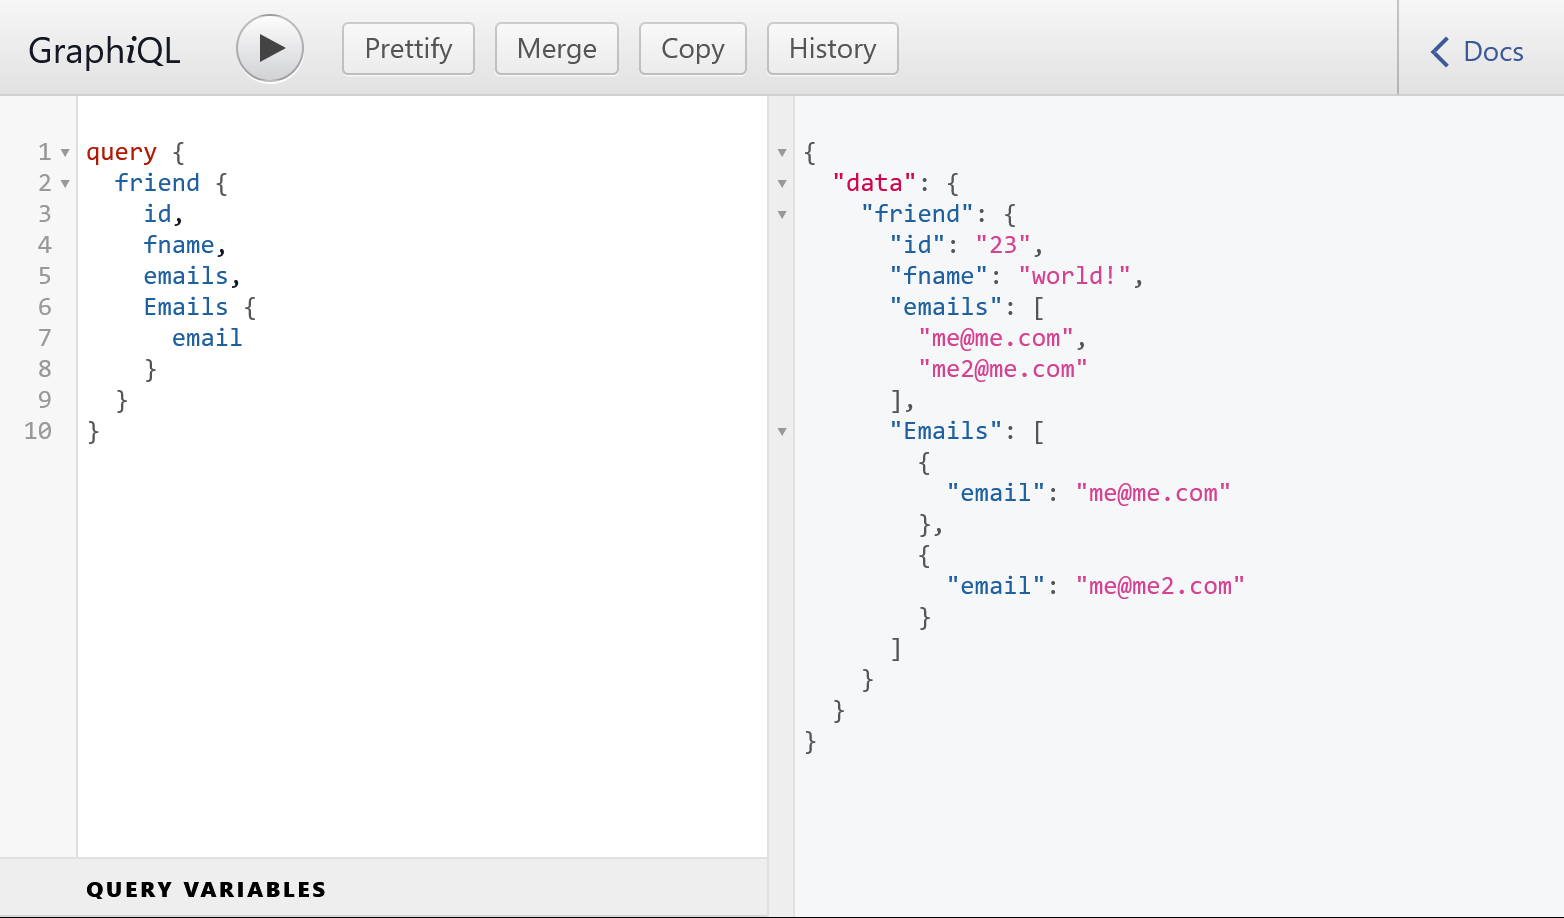 GraphiQL
Prettify
Merge
Copy
History
Docs
1 query {
2 friend {
3 id,
4 fname,
5 emails,
6 Emails {
7 email
8 }
9 }
10 }
QUERY VARIABLES
{
"data": {
"friend": {
"id": "23",
"fname": "world!",
"emails": [
"me@me.com",
"me2@me.com"
],
"Emails": [
{
"email": "me@me.com"
},
{
"email": "me@me2.com"
}
]
}
}
}